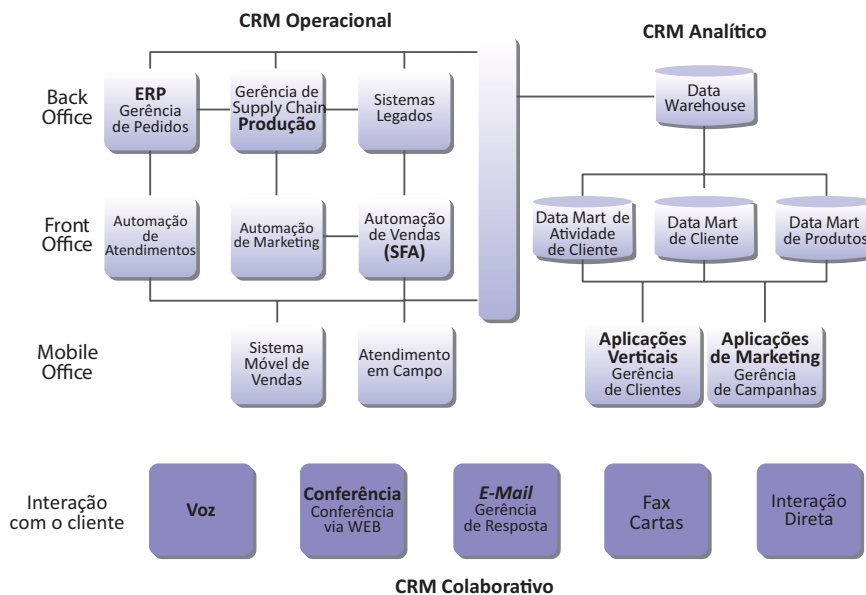 CRM Operacional
CRM Analítico
Back
Office
ERP
Gerência
de Pedidos
Gerência de
Supply Chain
Produção
Sistemas
Legados
Data
Warehouse
Front
Office
Automação
de
Atendimentos
Automação
de Marketing
Automação
de Vendas
(SFA)
Data Mart de
Atividade
de Cliente
Data Mart
de Cliente
Data Mart
de Produtos
Mobile
Office
Sistema
Móvel de
Vendas
Atendimento
em Campo
Aplicações
Verticais
Gerência
de Clientes
Aplicações
de Marketing
Gerência
de Campanhas
Interação
com o cliente
Voz
Conferência
Conferência
via WEB
E-Mail
Gerência
de Resposta
Fax
Cartas
Interação
Direta
CRM Colaborativo